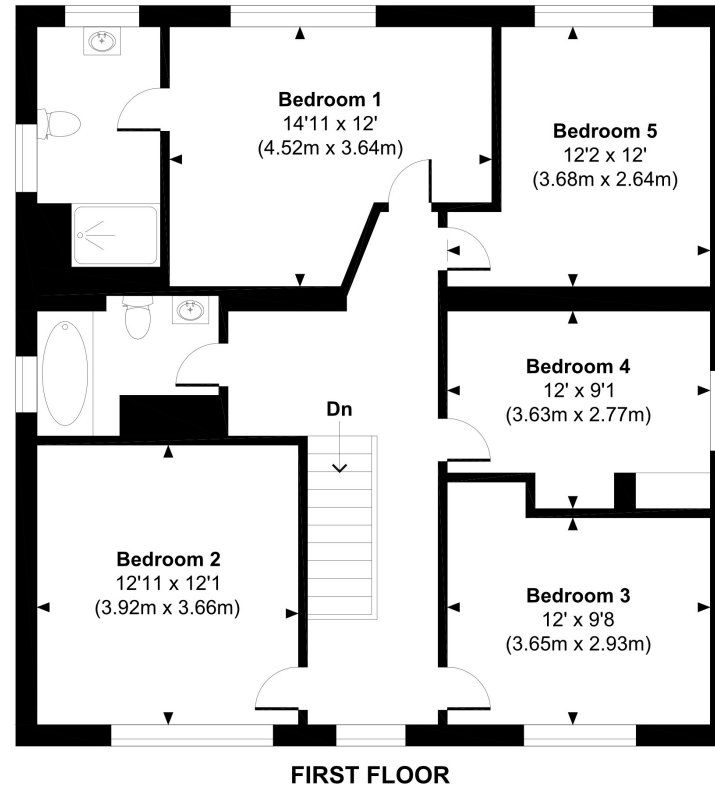 Bedroom 1
14'11 x 12'
(4.52m x 3.64m)
Bedroom 5
12'2 x 12'
(3.68m x 2.64m)
Bedroom 4
12' x 9'1
(3.63m x 2.77m)
Dn
Bedroom 2
12'11 x 12'1
(3.92m x 3.66m)
Bedroom 3
12' x 9'8
(3.65m x 2.93m)
FIRST FLOOR